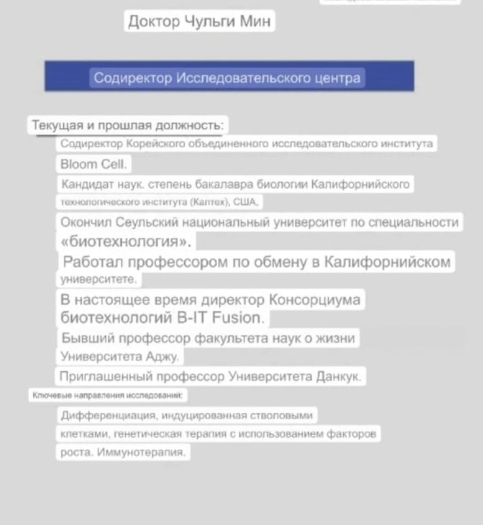 Доктор Чульги Мин
Содиректор Исследовательского центра
Текущая и прошлая должность:
Содиректор Корейского объединенного исследовательского института
Bloom Cell.
Кандидат наук. степень бакалавра биологии Калифорнийского
технологического института (Калтех), США,
Окончил Сеульский национальный университет по специальности
«биотехнология».
Работал профессором по обмену в Калифорнийском
университете.
В настоящее время директор Консорциума
биотехнологий B-IT Fusion.
Бывший профессор факультета наук о жизни
Университета Аджу.
Приглашенный профессор Университета Данкук.
Ключевые направления исследований:
Дифференциация, индуцированная стволовыми
клетками, генетическая терапия с использованием факторов
роста. Иммунотерапия.